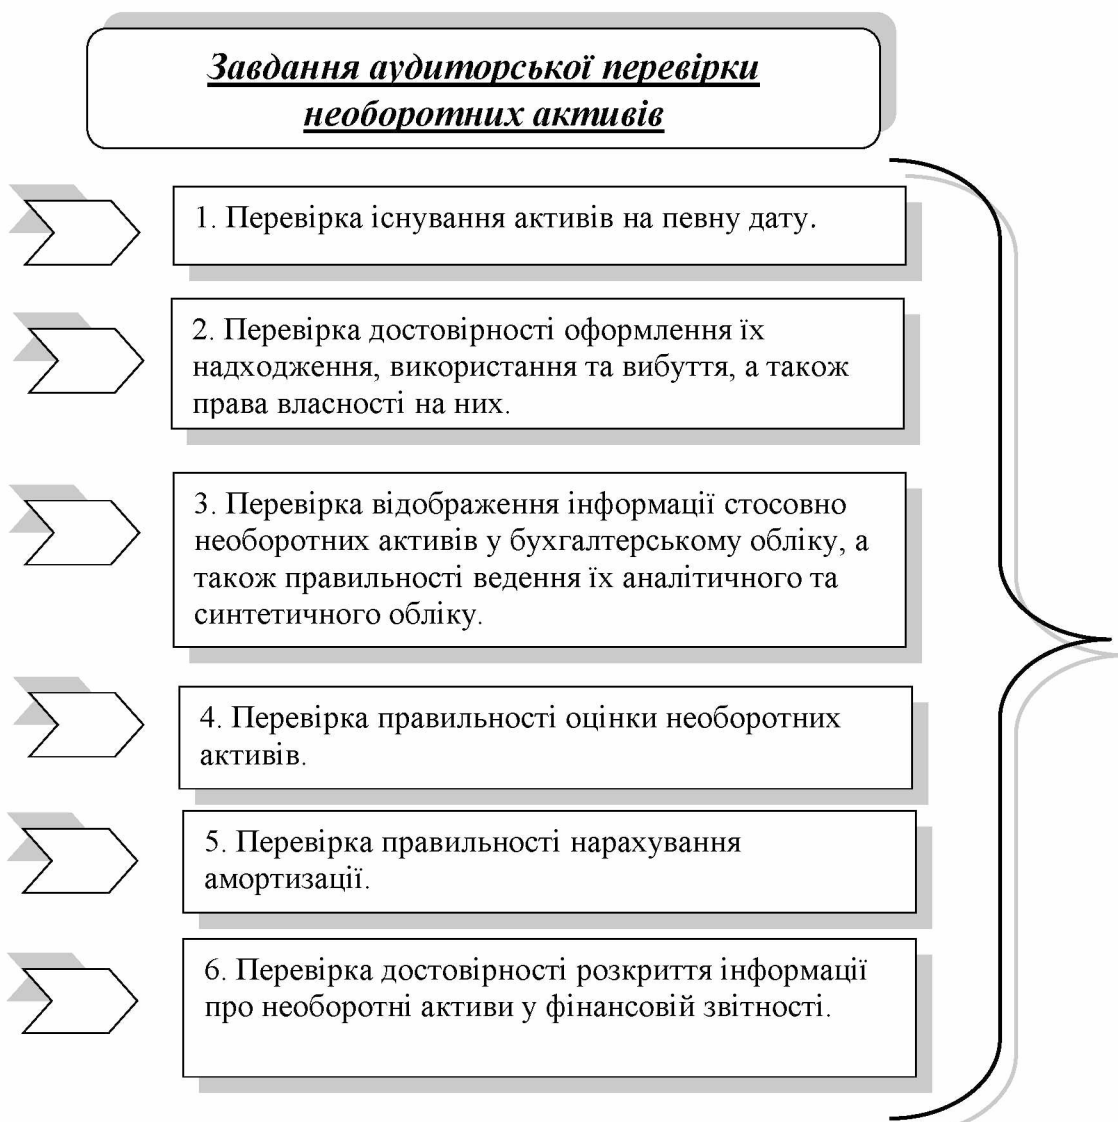 Завдання аудиторської перевірки
необоротних активів
1. Перевірка існування активів на певну дату.
2. Перевірка достовірності оформлення їх
надходження, використання та вибуття, а також
права власності на них.
3. Перевірка відображення інформації стосовно
необоротних активів у бухгалтерському обліку, а
також правильності ведення їх аналітичного та
синтетичного обліку.
4. Перевірка правильності оцінки необоротних
активів.
5. Перевірка правильності нарахування
амортизації.
6. Перевірка достовірності розкриття інформації
про необоротні активи у фінансовій звітності.